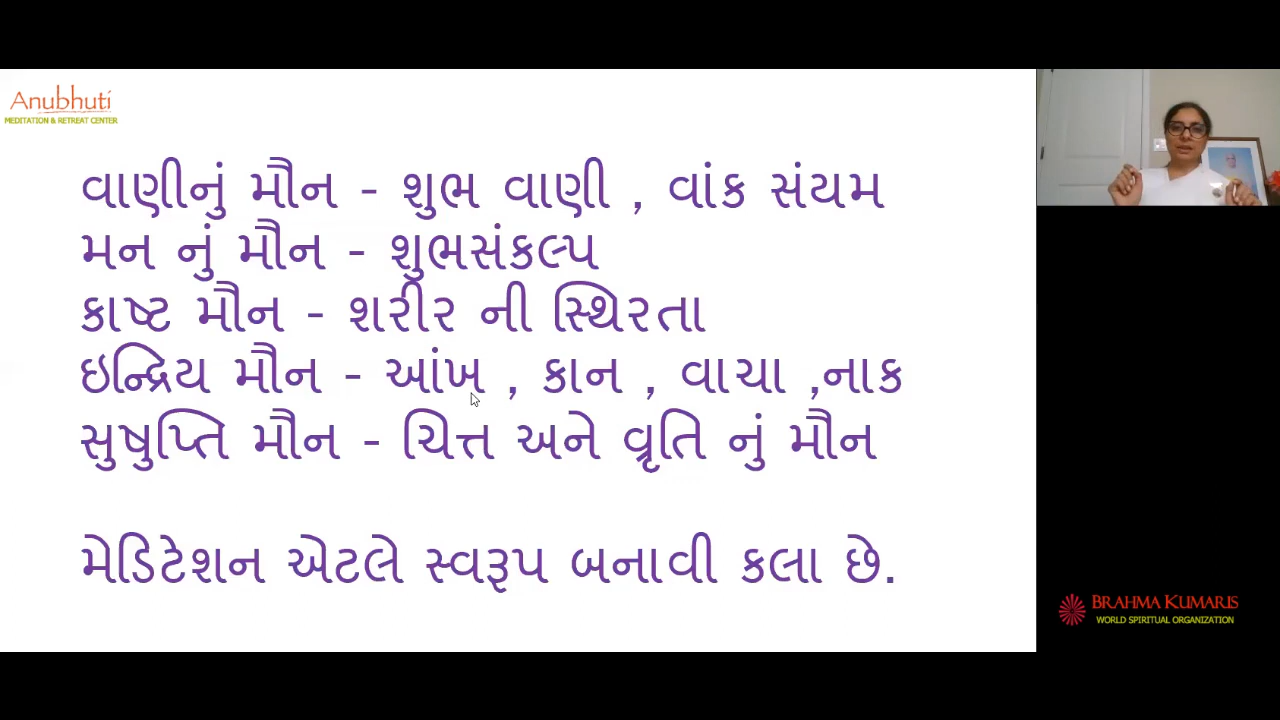 Anubhuti
MEDITATION & RETREAT CENTER
વાણીનું મૌન - શુભ વાણી , વાંક સંયમ
મન નું મૌન - શુભસંકલ્પ
કાષ્ટ મૌન - શરીર ની સ્થિરતા
ઇન્દ્રિય મૌન - આંખ , કાન , વાચા ,નાક
સુષુપ્તિ મૌન - ચિત્ત અને વ્રૃતિ નું મૌન
મેડિટેશન એટલે સ્વરૂપ બનાવી કલા છે.
BRAHMA KUMARIS
WORLD SPIRITUAL ORGANIZATION